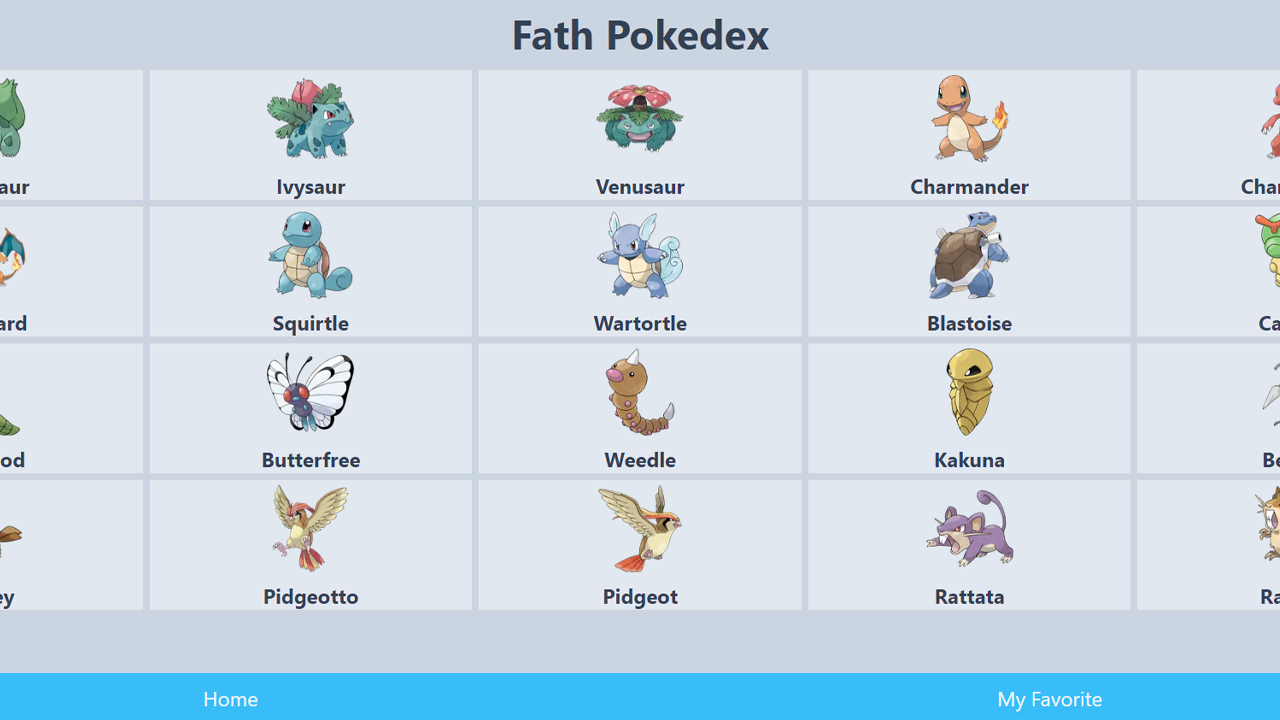 Fath Pokedex
aur Ivysaur Venusaur Charmander Cha
ard Squirtle Wartortle Blastoise Ca
od Butterfree Weedle Kakuna Be
ey Pidgeotto Pidgeot Rattata Ra
Home My Favorite